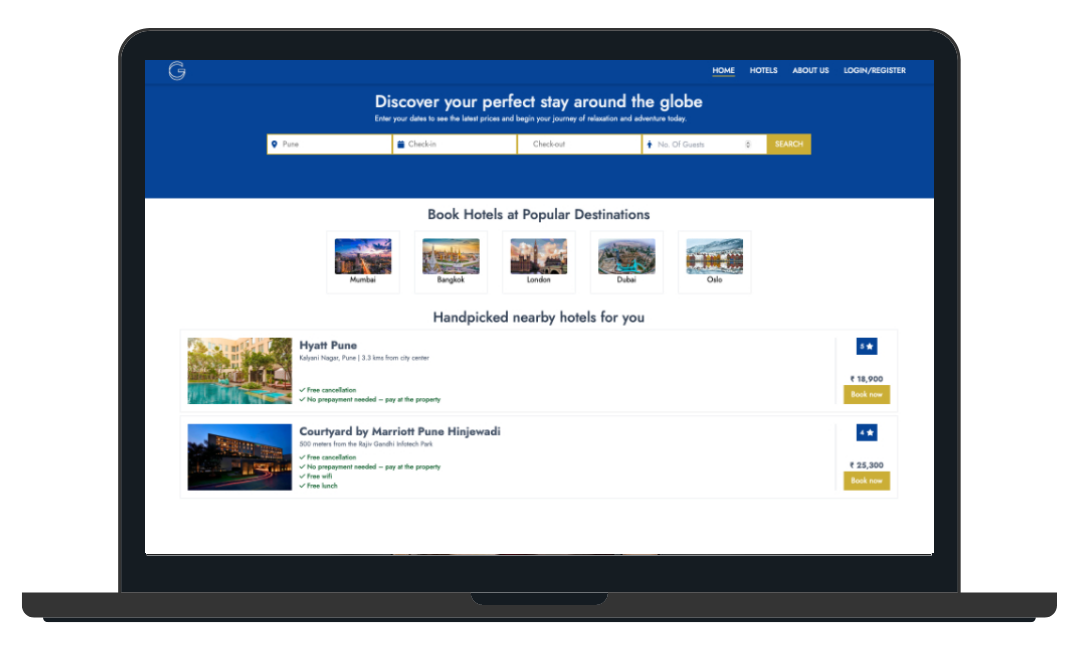 G
HOME HOTELS ABOUT US LOGIN/REGISTER
Discover your perfect stay around the globe
Enter your dates to see the latest prices and begin your journey of relaxation and adventure today.
Pune Check-in Check-out No. Of Guests SEARCH
Book Hotels at Popular Destinations
Mumbai Bangkok London Dubai Oslo
Handpicked nearby hotels for you
Hyatt Pune
Kalyani Nagar, Pune | 3.3 kms from city center
✓ Free cancellation
✓ No prepayment needed – pay at the property
5 ★
₹ 18,900
Book now
Courtyard by Marriott Pune Hinjewadi
500 meters from the Rajiv Gandhi Infotech Park
✓ Free cancellation
✓ No prepayment needed – pay at the property
✓ Free wifi
✓ Free lunch
4 ★
₹ 25,300
Book now